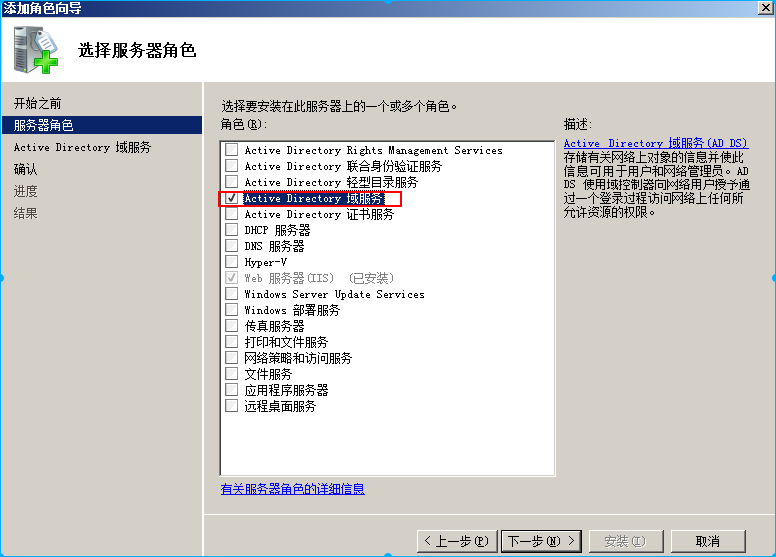 添加角色向导
选择服务器角色
开始之前
服务器角色
Active Directory 域服务
确认
进度
结果
选择要安装在此服务器上的一个或多个角色。
角色(R):
Active Directory Rights Management Services
Active Directory 联合身份验证服务
Active Directory 轻型目录服务
Active Directory 域服务
Active Directory 证书服务
DHCP 服务器
DNS 服务器
Hyper-V
Web 服务器(IIS) (已安装)
Windows Server Update Services
Windows 部署服务
传真服务器
打印和文件服务
网络策略和访问服务
文件服务
应用程序服务器
远程桌面服务
有关服务器角色的详细信息
描述:
Active Directory 域服务(AD DS)
存储有关网络上对象的信息并使此
信息可用于用户和网络管理员。AD
DS 使用域控制器向网络用户授予通
过一个登录过程访问网络上任何所
允许资源的权限。
< 上一步(P)
下一步(N) >
安装(I)
取消